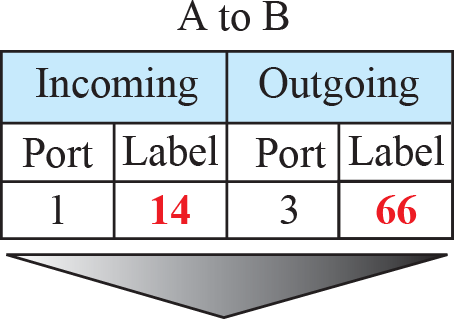 A to B
Incoming Outgoing
Port Label Port Label
1 14 3 66